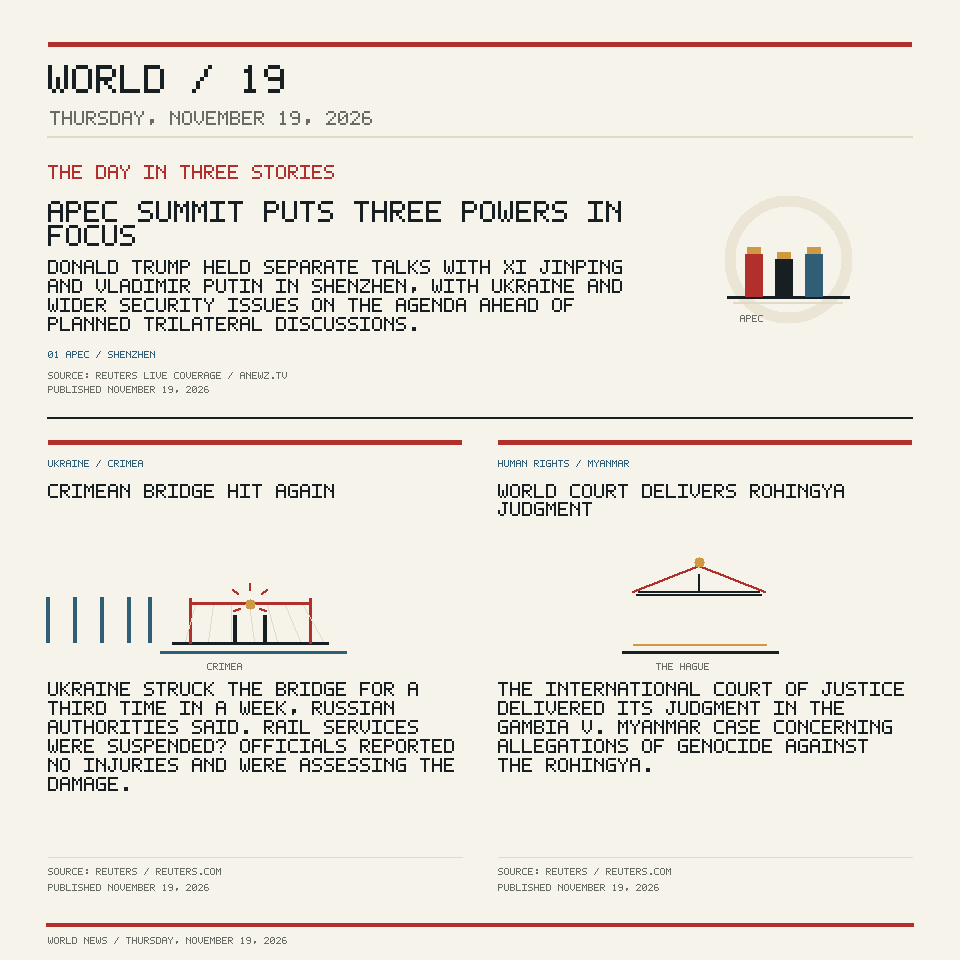 WORLD / 19
THURSDAY, NOVEMBER 19, 2026
THE DAY IN THREE STORIES
APEC SUMMIT PUTS THREE POWERS IN
FOCUS
DONALD TRUMP HELD SEPARATE TALKS WITH XI JINPING
AND VLADIMIR PUTIN IN SHENZHEN, WITH UKRAINE AND
WIDER SECURITY ISSUES ON THE AGENDA AHEAD OF
PLANNED TRILATERAL DISCUSSIONS.
APEC
01 APEC / SHENZHEN
SOURCE: REUTERS LIVE COVERAGE / ANEWZ.TV
PUBLISHED NOVEMBER 19, 2026
UKRAINE / CRIMEA
CRIMEAN BRIDGE HIT AGAIN
CRIMEA
UKRAINE STRUCK THE BRIDGE FOR A
THIRD TIME IN A WEEK, RUSSIAN
AUTHORITIES SAID. RAIL SERVICES
WERE SUSPENDED? OFFICIALS REPORTED
NO INJURIES AND WERE ASSESSING THE
DAMAGE.
SOURCE: REUTERS / REUTERS.COM
PUBLISHED NOVEMBER 19, 2026
HUMAN RIGHTS / MYANMAR
WORLD COURT DELIVERS ROHINGYA
JUDGMENT
THE HAGUE
THE INTERNATIONAL COURT OF JUSTICE
DELIVERED ITS JUDGMENT IN THE
GAMBIA V. MYANMAR CASE CONCERNING
ALLEGATIONS OF GENOCIDE AGAINST
THE ROHINGYA.
SOURCE: REUTERS / REUTERS.COM
PUBLISHED NOVEMBER 19, 2026
WORLD NEWS / THURSDAY, NOVEMBER 19, 2026